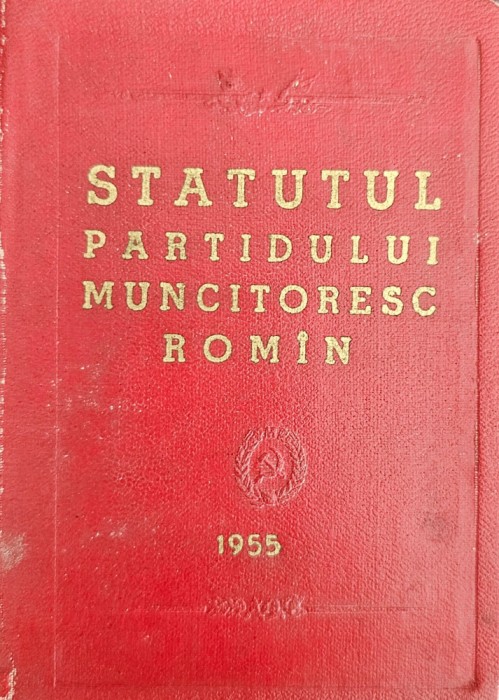 STATUTUL
PARTIDULUI
MUNCITORESC
ROMÎN
1955